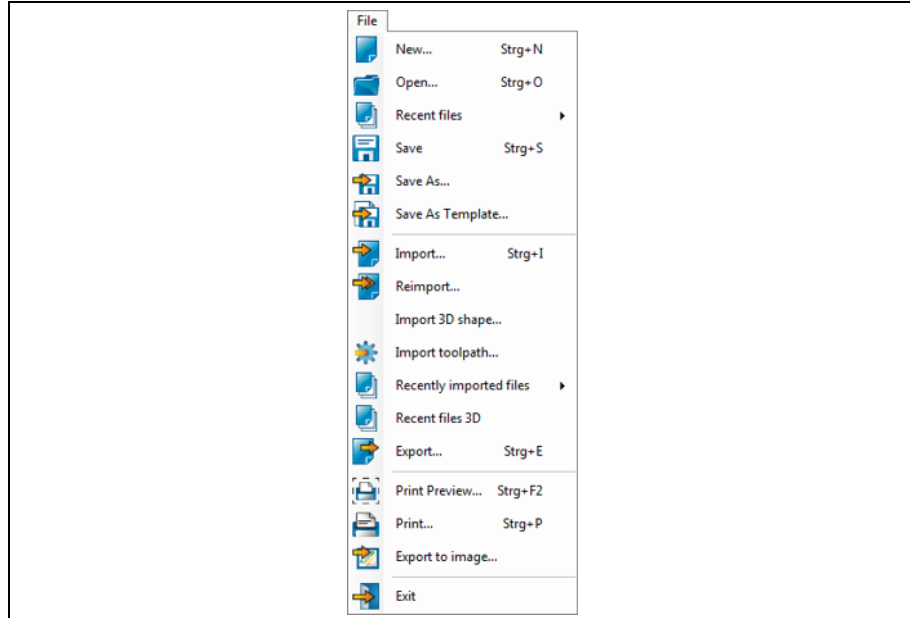 File
New... Strg+N
Open... Strg+O
Recent files
Save Strg+S
Save As...
Save As Template...
Import... Strg+I
Reimport...
Import 3D shape...
Import toolpath...
Recently imported files
Recent files 3D
Export... Strg+E
Print Preview... Strg+F2
Print... Strg+P
Export to image...
Exit